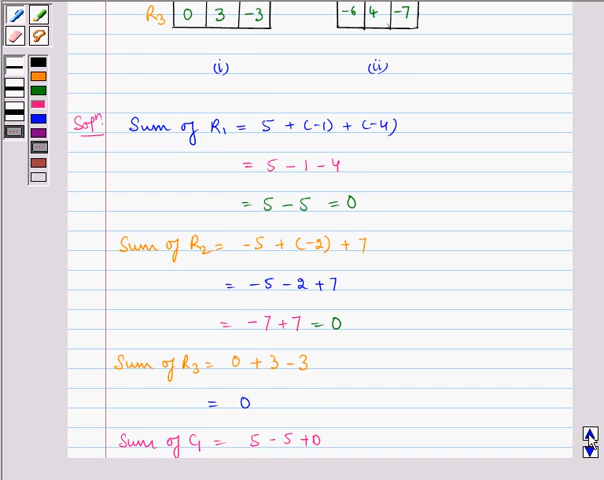 R3 0 3 -3 -6 4 -7
(i) (ii)
Soln: Sum of R1 = 5 + (-1) + (-4)
= 5 - 1 - 4
= 5 - 5 = 0
Sum of R2 = -5 + (-2) + 7
= -5 - 2 + 7
= -7 + 7 = 0
Sum of R3 = 0 + 3 - 3
= 0
Sum of C1 = 5 - 5 + 0